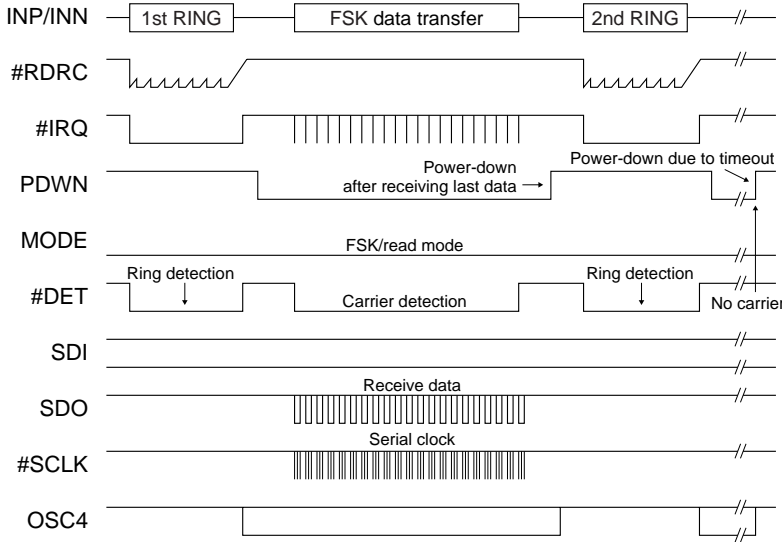 INP/INN 1st RING FSK data transfer 2nd RING
#RDRC
#IRQ
Power-down due to timeout
PDWN Power-down
after receiving last data
MODE FSK/read mode
Ring detection Ring detection
#DET Carrier detection No carrier
SDI
Receive data
SDO
Serial clock
#SCLK
OSC4